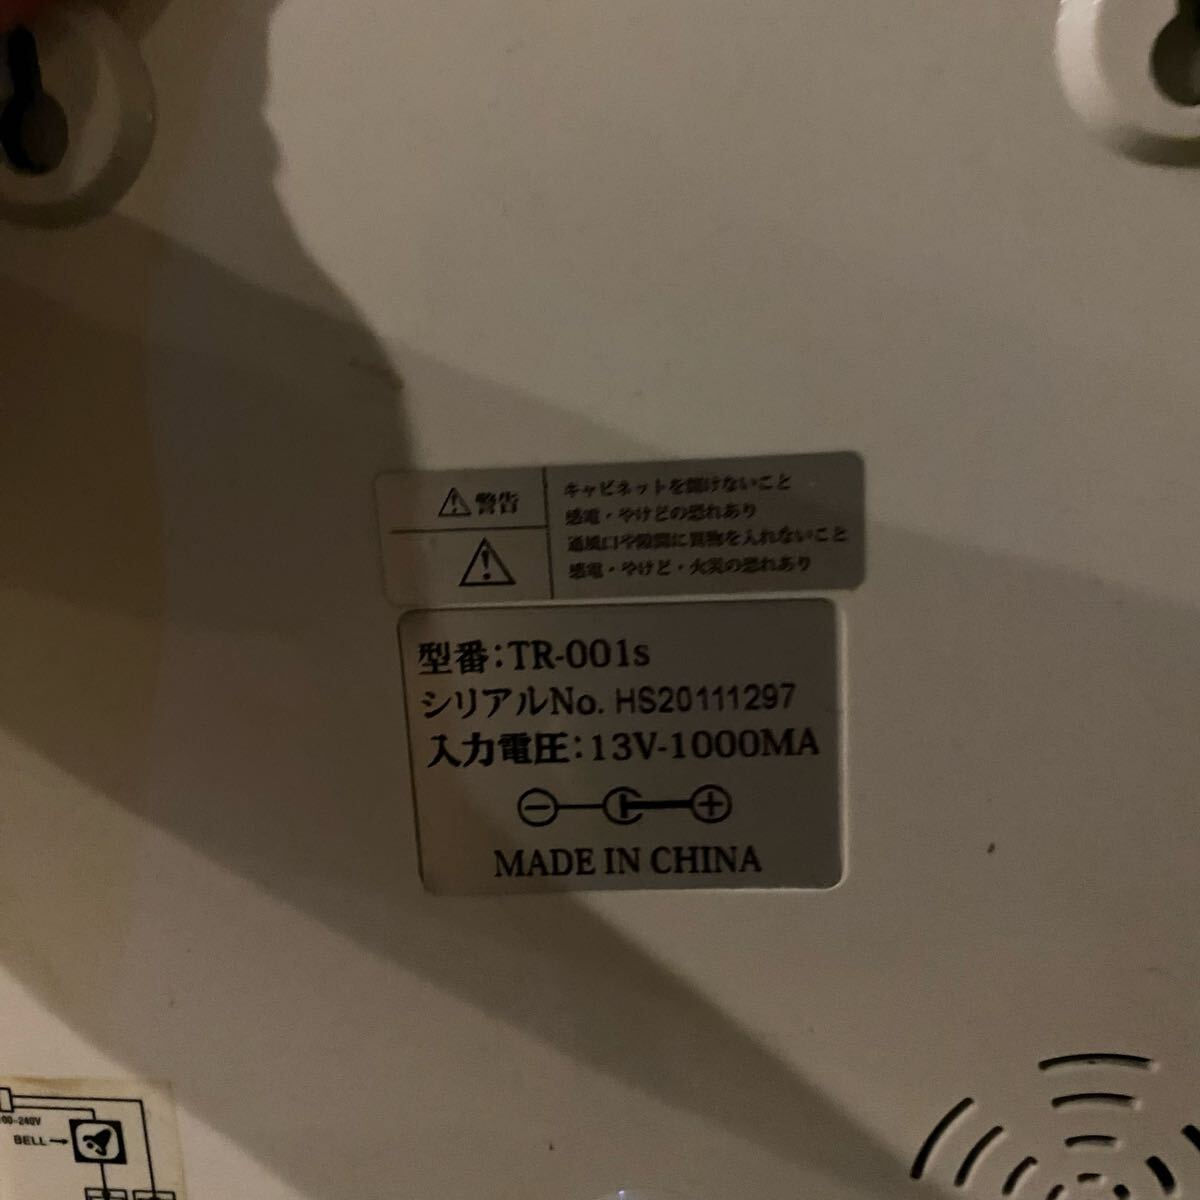 警告
キャビネットを開けないこと
感電・やけどの恐れあり
通風口や隙間に異物を入れないこと
感電・やけど・火災の恐れあり
型番:TR-001s
シリアルNo. HS20111297
入力電圧:13V-1000MA
MADE IN CHINA
00-240V
BELL